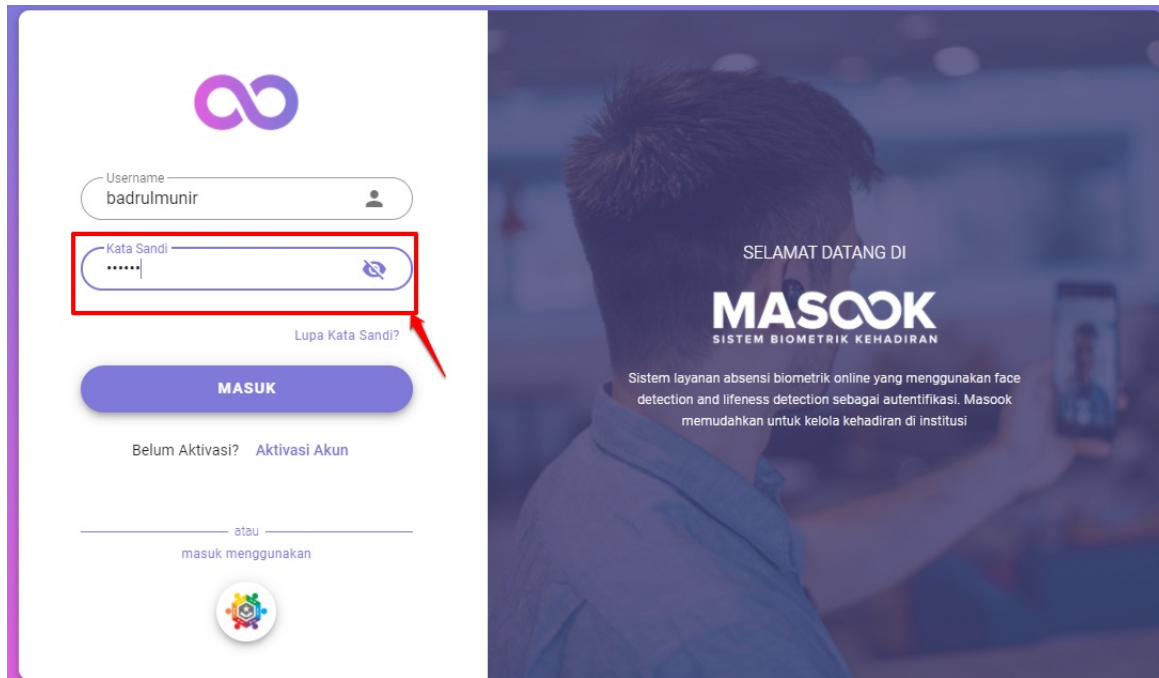 Username
badrulmunir
Kata Sandi
••••••
Lupa Kata Sandi?
MASUK
Belum Aktivasi? Aktivasi Akun
atau
masuk menggunakan
SELAMAT DATANG DI
MASOOK
SISTEM BIOMETRIK KEHADIRAN
Sistem layanan absensi biometrik online yang menggunakan face
detection and lifeness detection sebagai autentifikasi. Masook
memudahkan untuk kelola kehadiran di institusi